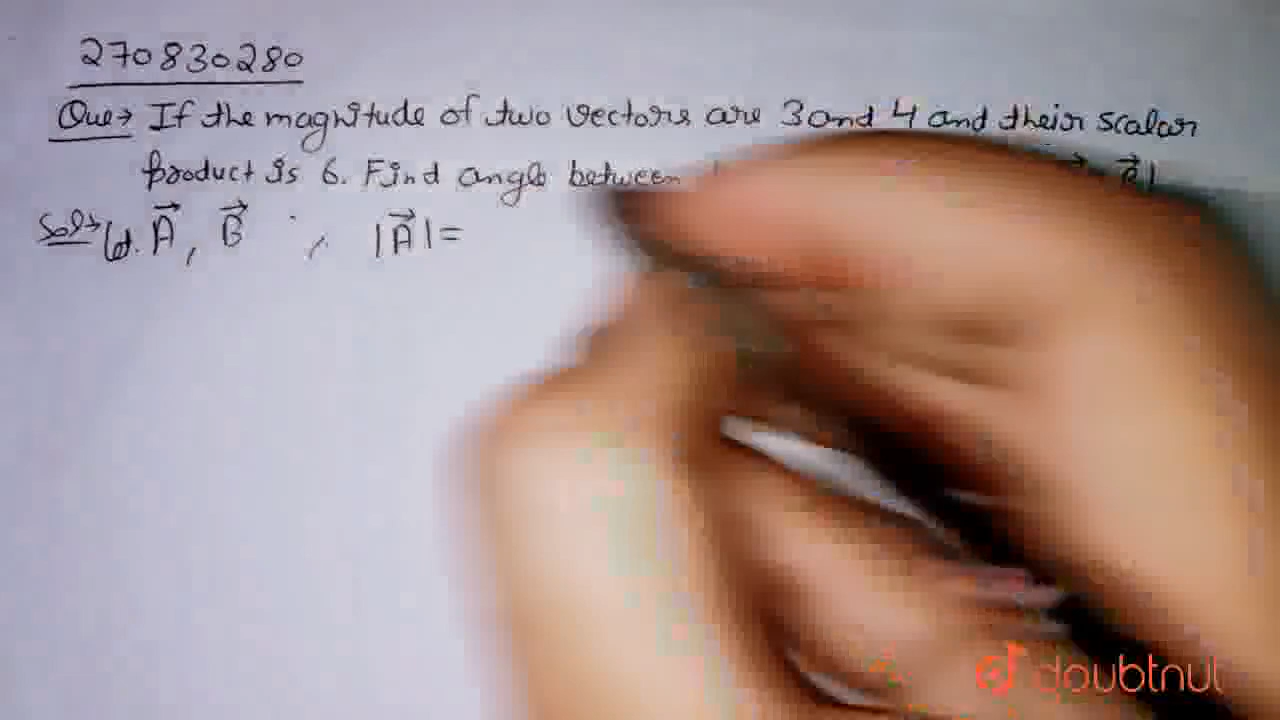 270830280
Que→ If the magnitude of two vectors are 3 and 4 and their scalar
product is 6. Find angle between
Sol→ Let. A⃗, B⃗ , |A⃗| =
doubtnut